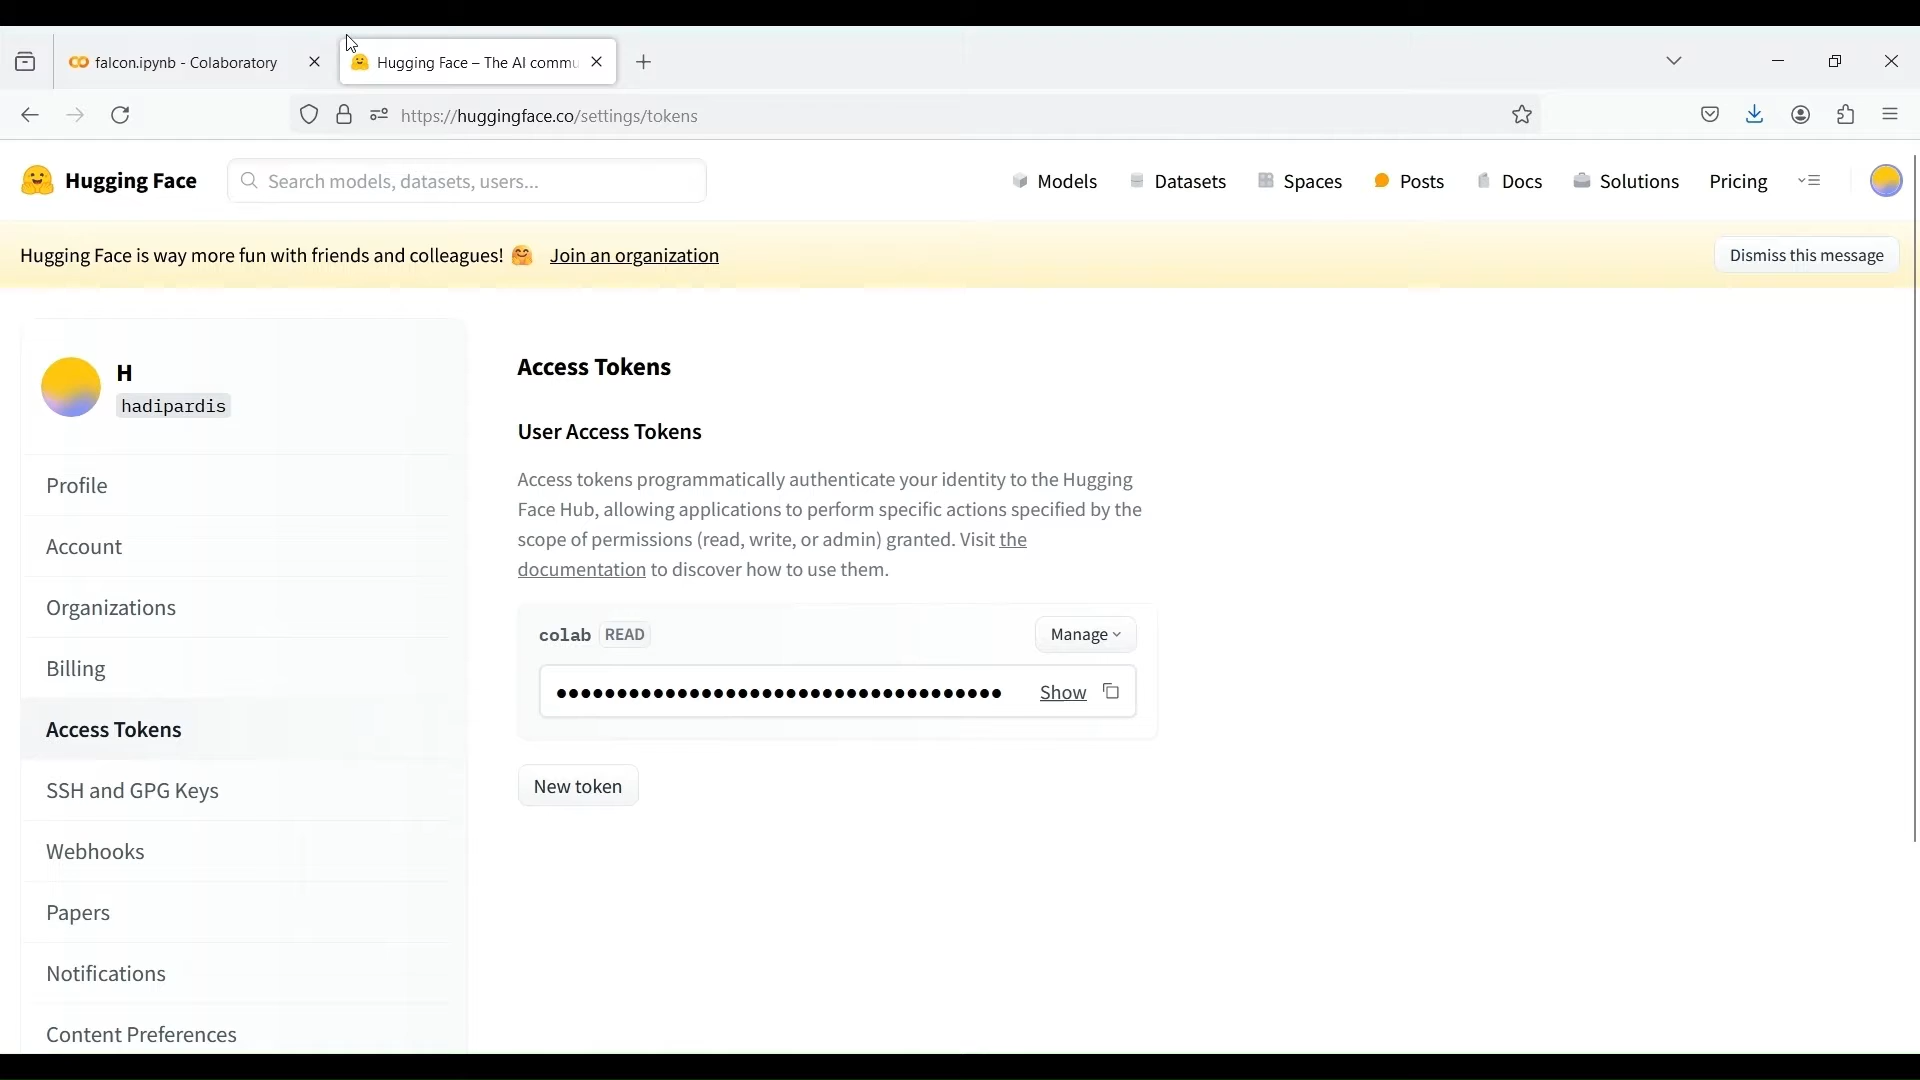 falcon.ipynb - Colaboratory
Hugging Face – The AI commu
https://huggingface.co/settings/tokens
Hugging Face
Search models, datasets, users...
Models
Datasets
Spaces
Posts
Docs
Solutions
Pricing
Hugging Face is way more fun with friends and colleagues! 🤗 Join an organization
Dismiss this message
H
hadipardis
Profile
Account
Organizations
Billing
Access Tokens
SSH and GPG Keys
Webhooks
Papers
Notifications
Content Preferences
Access Tokens
User Access Tokens
Access tokens programmatically authenticate your identity to the Hugging
Face Hub, allowing applications to perform specific actions specified by the
scope of permissions (read, write, or admin) granted. Visit the
documentation to discover how to use them.
colab READ
Manage
Show
New token